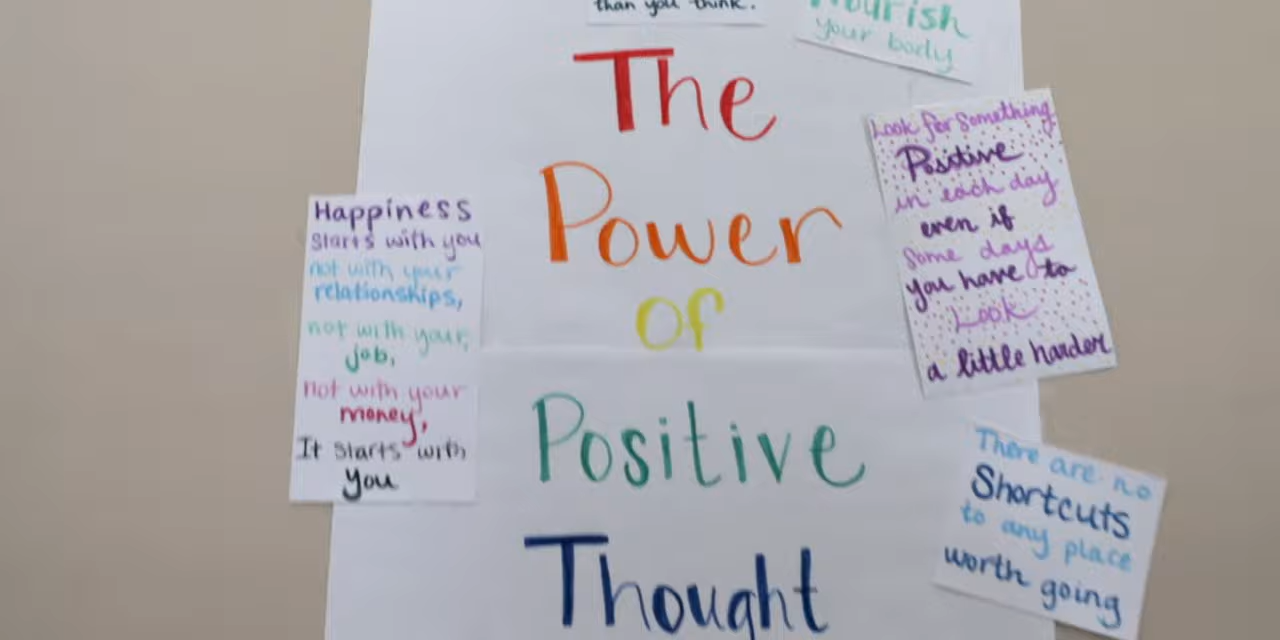 than you think.
Nourish
your body
The
Power
of
Positive
Thought
Happiness
starts with you
not with your
relationships,
not with your,
job,
not with your
money,
It starts with
you
Look for something
Positive
in each day
even if
some days
you have to
Look
a little harder
There are no
Shortcuts
to any place
worth going